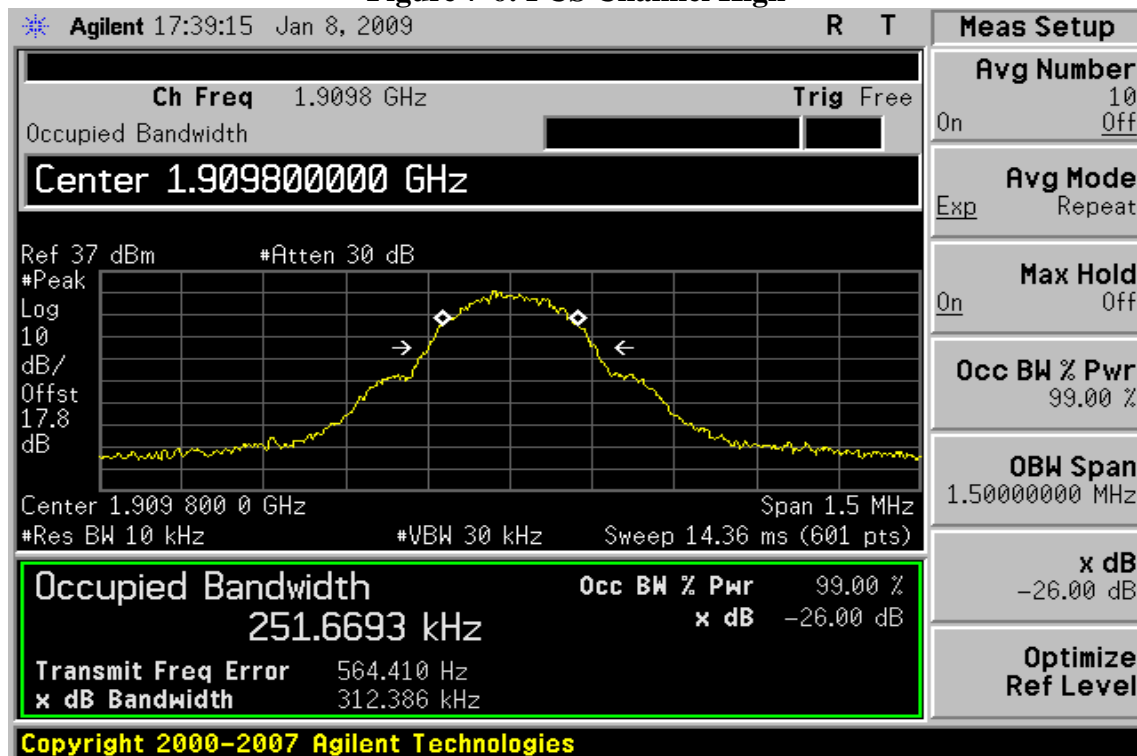 Agilent 17:39:15 Jan 8, 2009 R T
Ch Freq 1.9098 GHz Trig Free
Occupied Bandwidth
Center 1.909800000 GHz
Ref 37 dBm #Atten 30 dB
#Peak
Log
10
dB/
Offst
17.8
dB
Center 1.909 800 0 GHz Span 1.5 MHz
#Res BW 10 kHz #VBW 30 kHz Sweep 14.36 ms (601 pts)
Occupied Bandwidth Occ BW % Pwr 99.00 %
251.6693 kHz x dB -26.00 dB
Transmit Freq Error 564.410 Hz
x dB Bandwidth 312.386 kHz
Copyright 2000-2007 Agilent Technologies
Meas Setup
Avg Number
10
On Off
Avg Mode
Exp Repeat
Max Hold
On Off
Occ BW % Pwr
99.00 %
OBW Span
1.50000000 MHz
x dB
-26.00 dB
Optimize
Ref Level